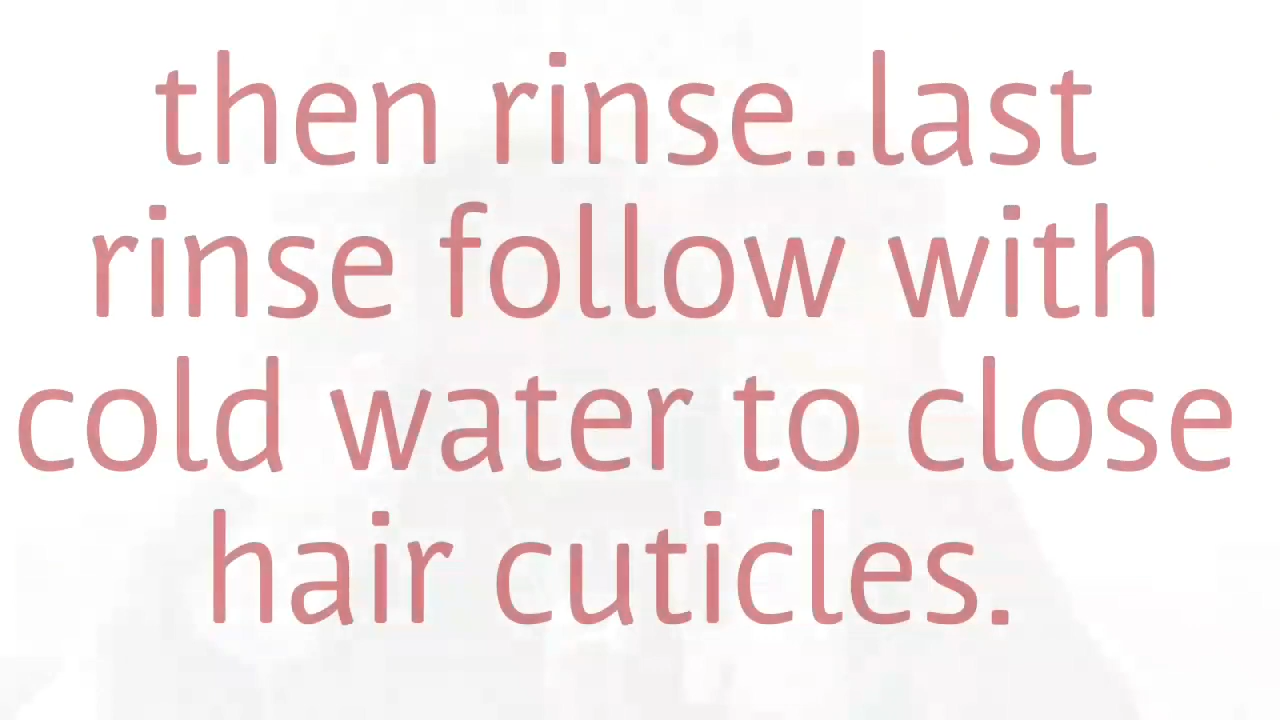 then rinse..last
rinse follow with
cold water to close
hair cuticles.